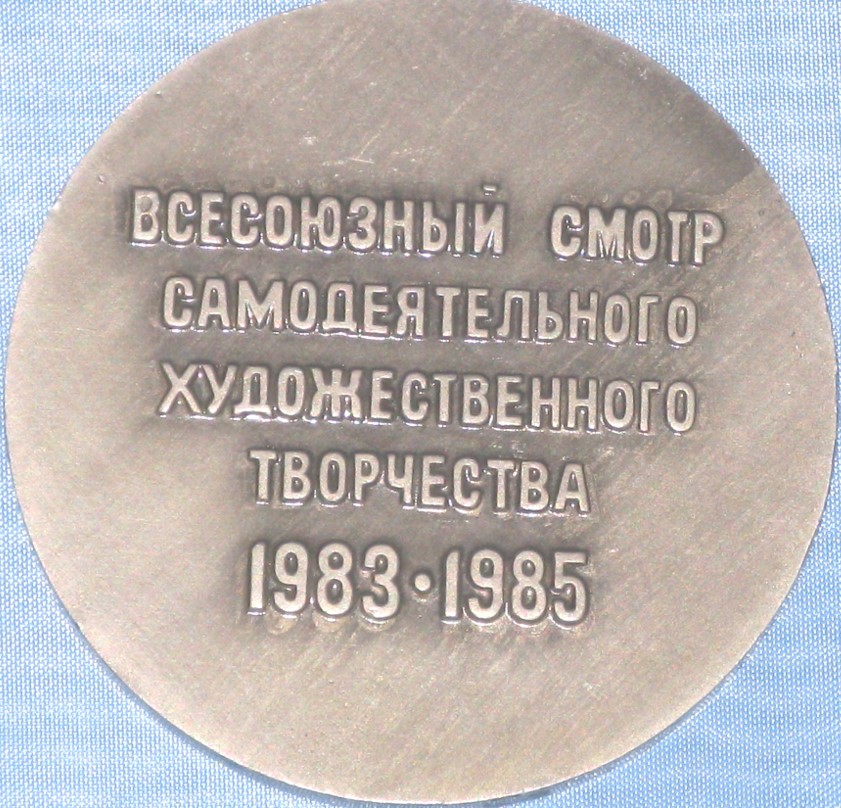 ВСЕСОЮЗНЫЙ СМОТР
САМОДЕЯТЕЛЬНОГО
ХУДОЖЕСТВЕННОГО
ТВОРЧЕСТВА
1983·1985